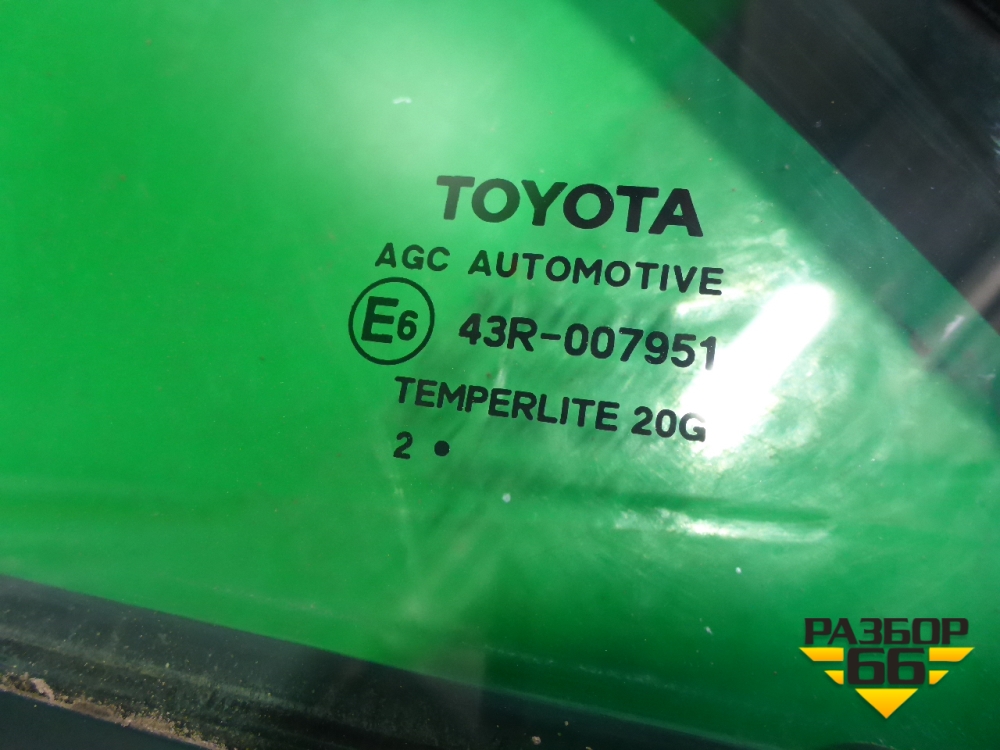 TOYOTA
AGC AUTOMOTIVE
E6 43R-007951
TEMPERLITE 20G
2 •
РАЗБОР
66